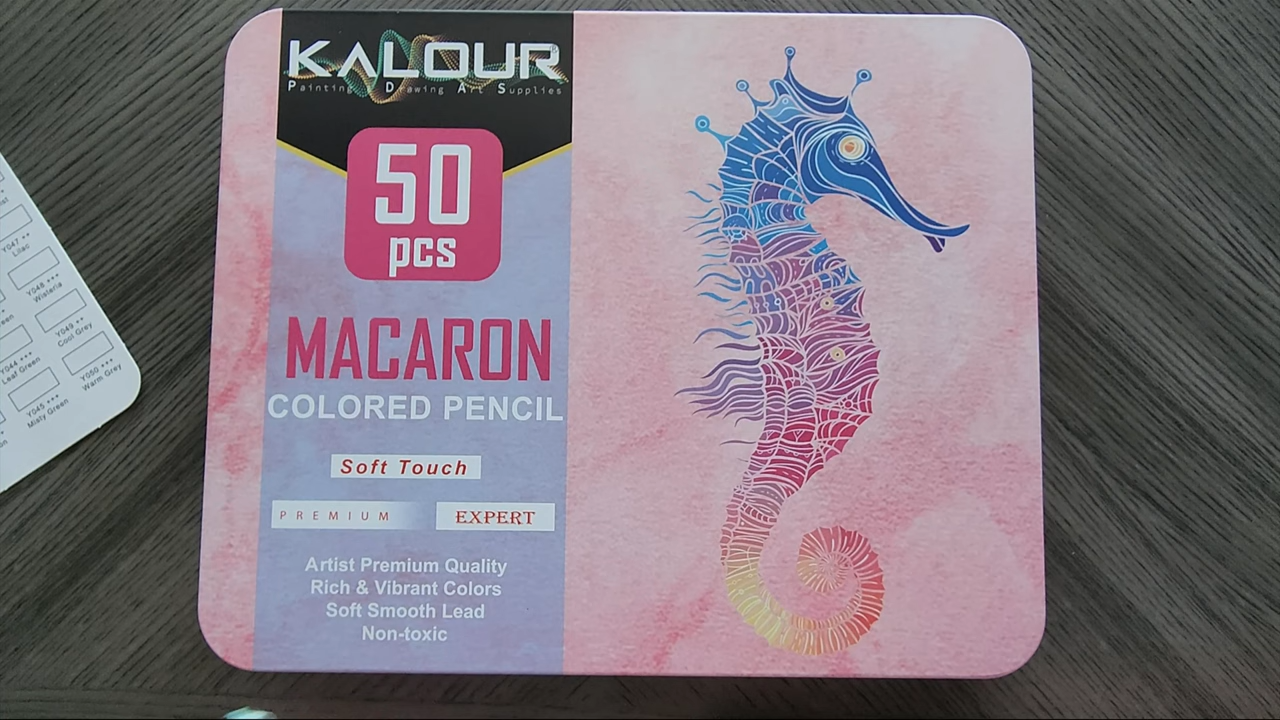 KALOUR
Painting Drawing Art Supplies
50
pcs
MACARON
COLORED PENCIL
Soft Touch
PREMIUM
EXPERT
Artist Premium Quality
Rich & Vibrant Colors
Soft Smooth Lead
Non-toxic
Y047 **
Lilac
Y048 ***
Wisteria
Y049 **
Cool Grey
Y050 ***
Warm Grey
Y044 ***
Leaf Green
Y045 ***
Misty Green